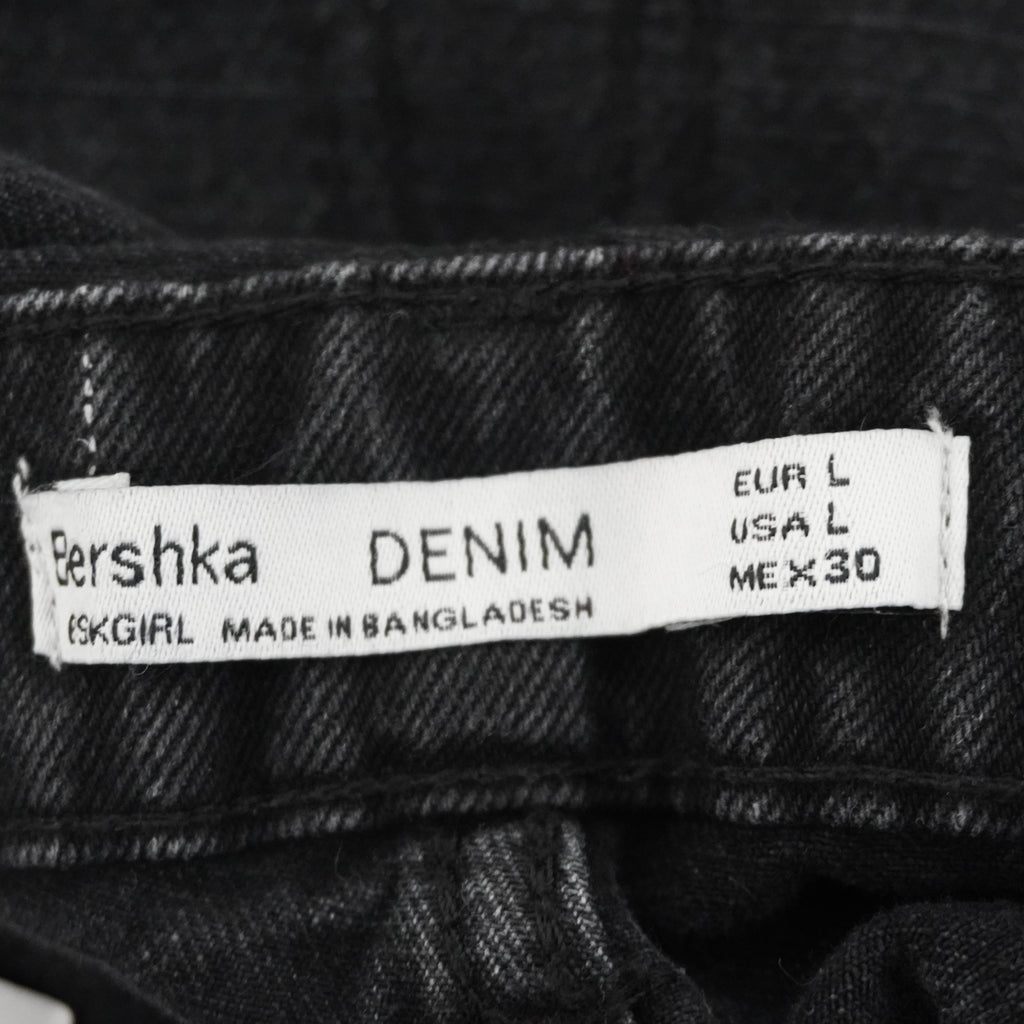 Bershka DENIM
BSKGIRL MADE IN BANGLADESH
EUR L
USA L
MEX 30